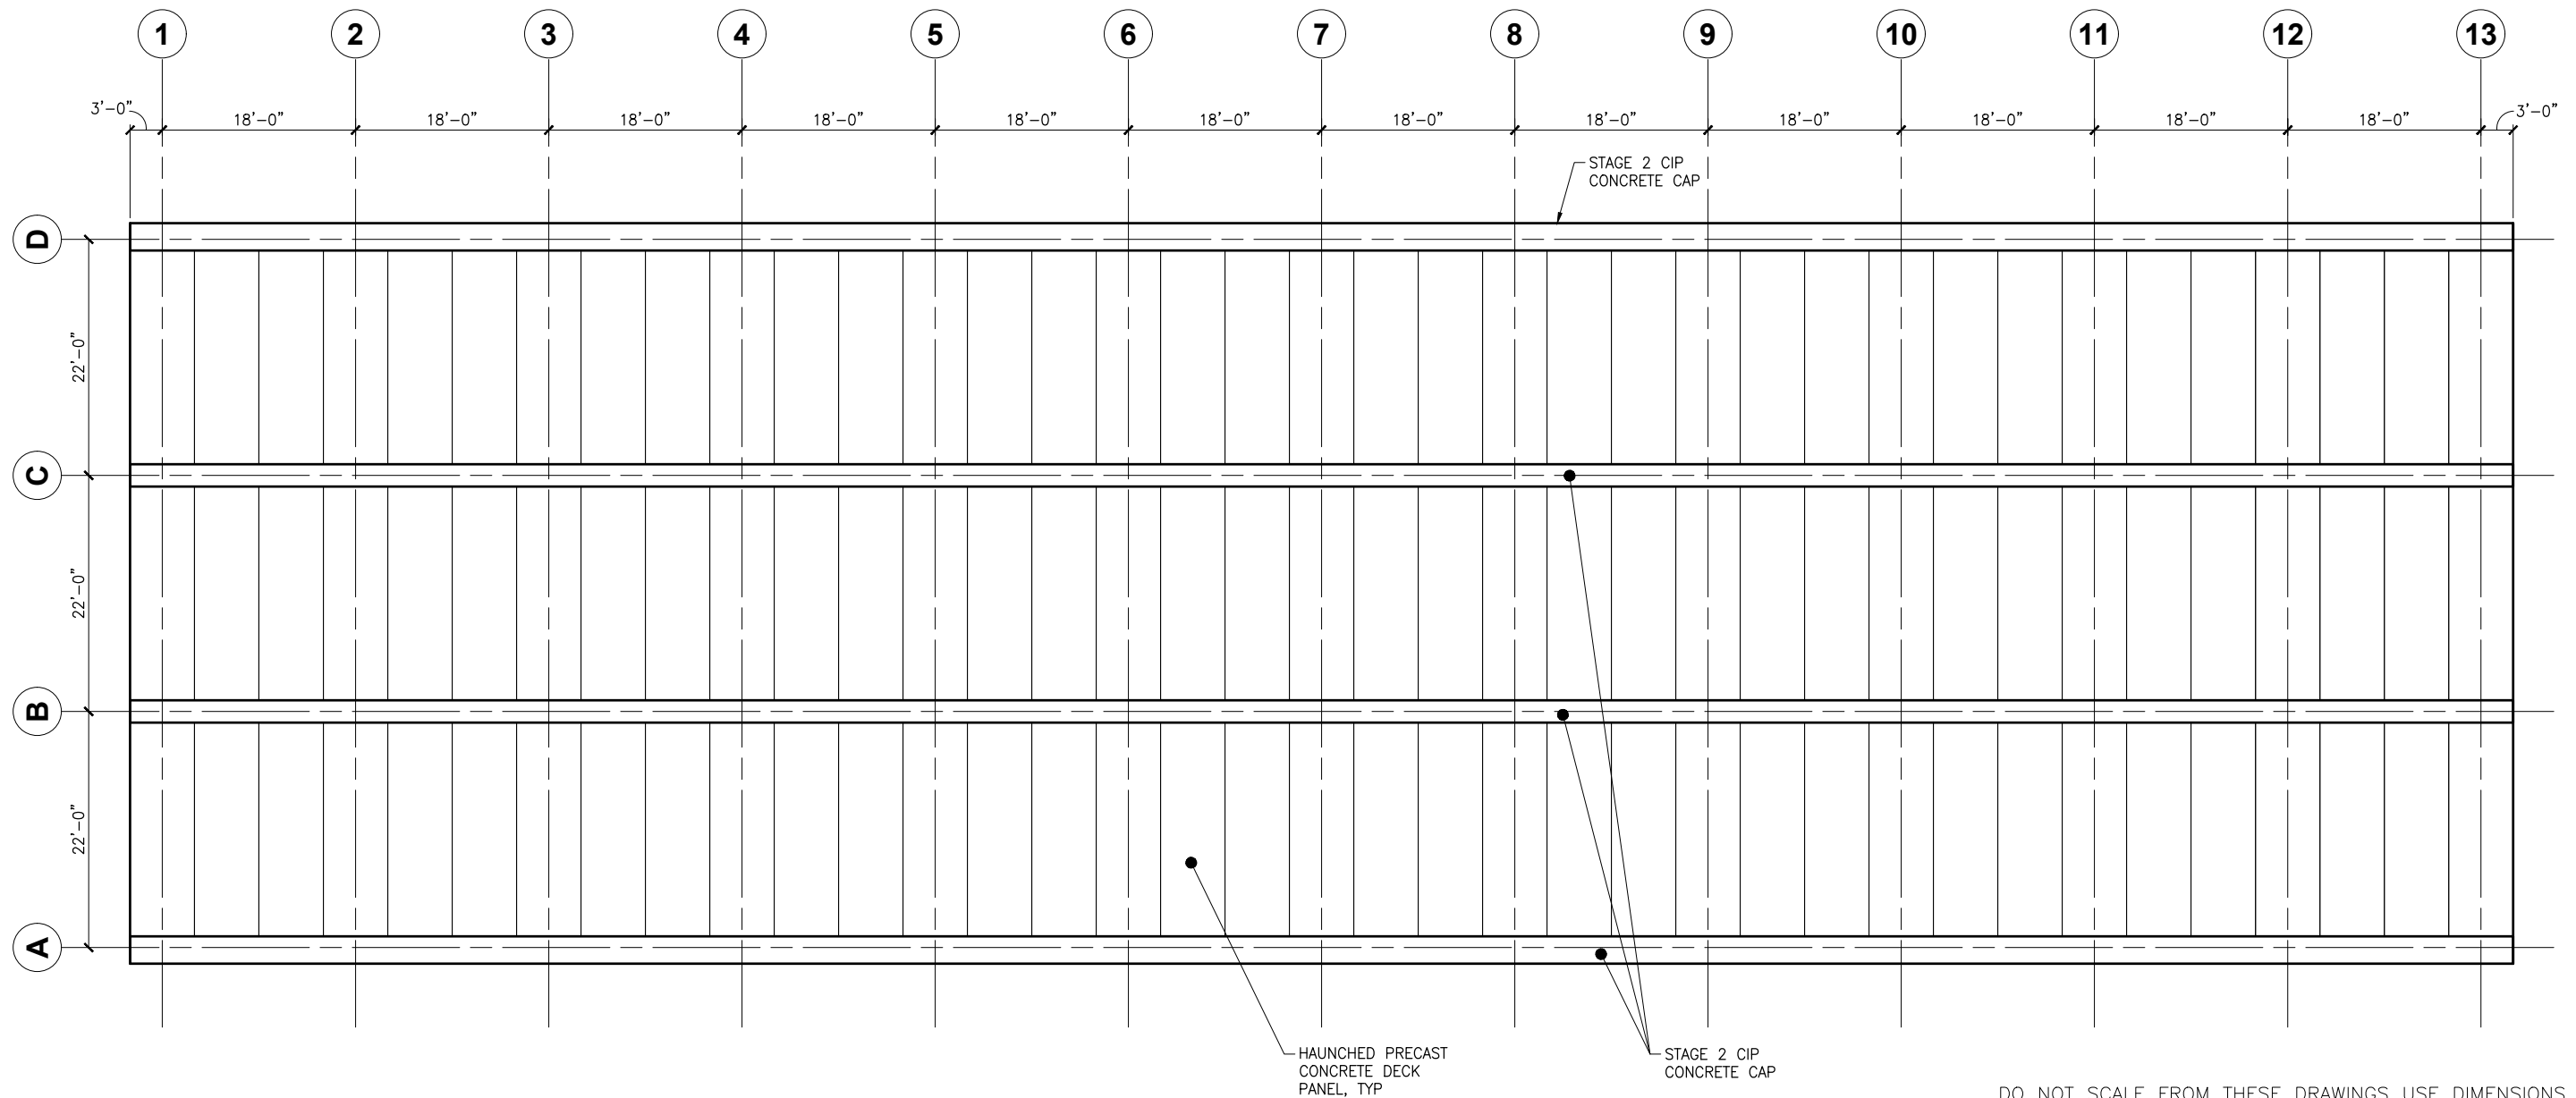 1 2 3 4 5 6 7 8 9 10 11 12 13
3'-0" 18'-0" 18'-0" 18'-0" 18'-0" 18'-0" 18'-0" 18'-0" 18'-0" 18'-0" 18'-0" 18'-0" 18'-0" 3'-0"
STAGE 2 CIP
CONCRETE CAP
D
22'-0"
C
22'-0"
B
22'-0"
A
HAUNCHED PRECAST
CONCRETE DECK
PANEL, TYP
STAGE 2 CIP
CONCRETE CAP
DO NOT SCALE FROM THESE DRAWINGS USE DIMENSIONS